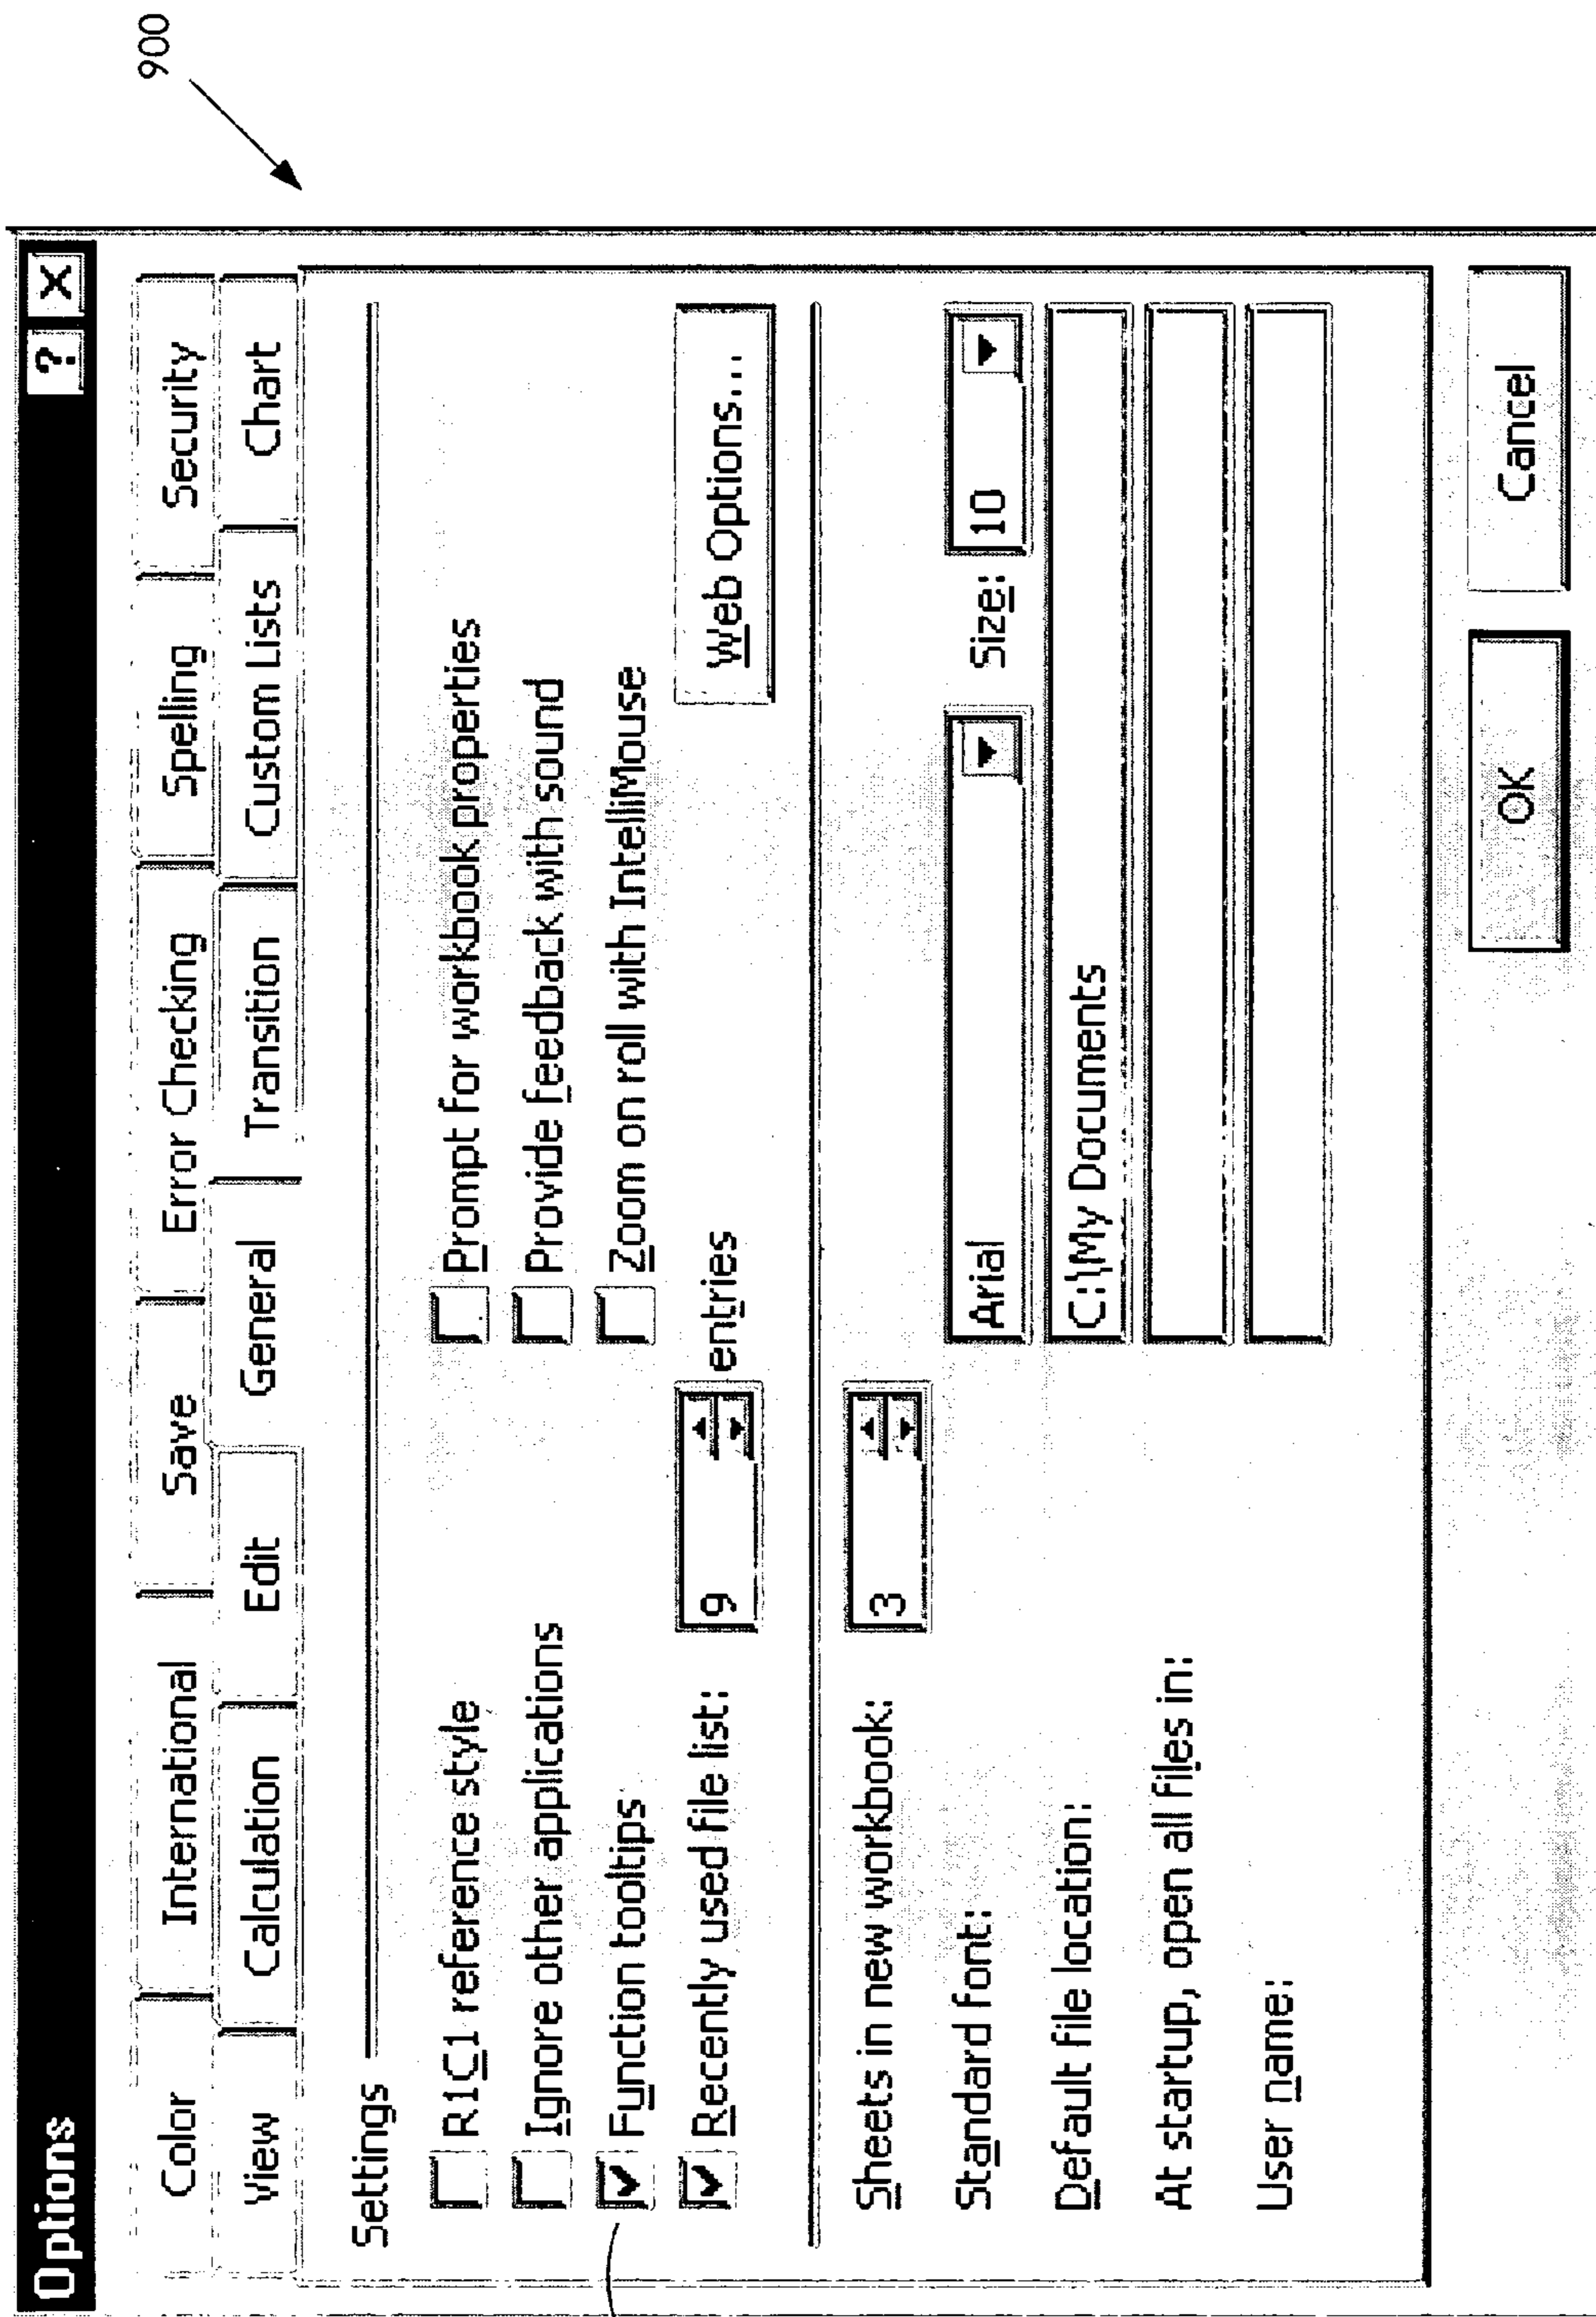 900
Options ? X
Color International Save Error Checking Spelling Security
View Calculation Edit General Transition Custom Lists Chart
Settings
R1C1 reference style Prompt for workbook properties
Ignore other applications Provide feedback with sound
Function tooltips Zoom on roll with IntelliMouse
Recently used file list: 9 entries Web Options...
Sheets in new workbook: 3
Standard font: Arial Size: 10
Default file location: C:\My Documents
At startup, open all files in:
User name:
OK Cancel